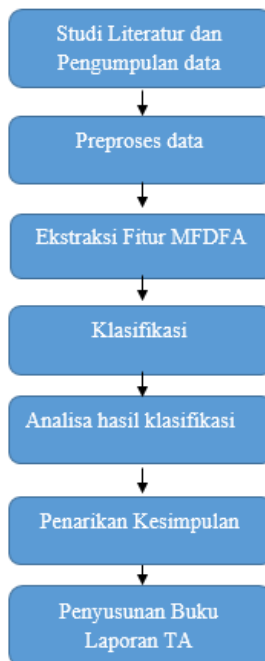 Studi Literatur dan
Pengumpulan data
Preproses data
Ekstraksi Fitur MFDFA
Klasifikasi
Analisa hasil klasifikasi
Penarikan Kesimpulan
Penyusunan Buku
Laporan TA